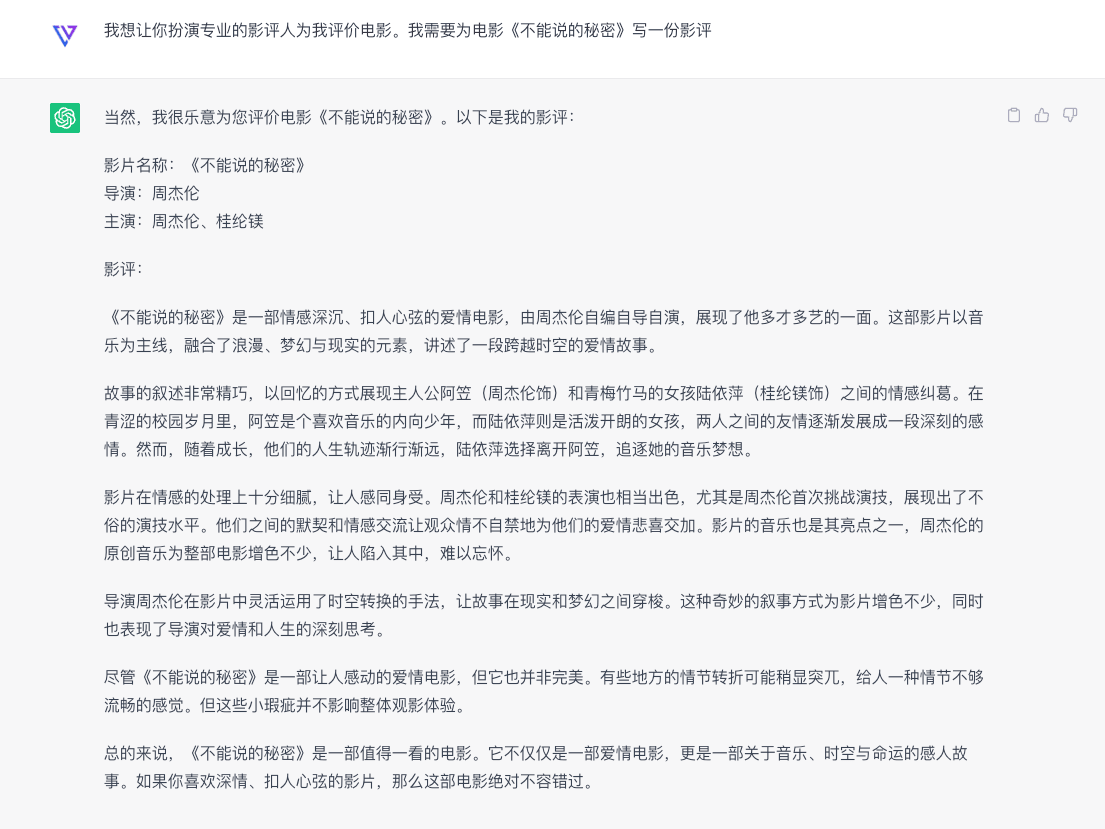 我想让你扮演专业的影评人为我评价电影。我需要为电影《不能说的秘密》写一份影评
当然，我很乐意为您评价电影《不能说的秘密》。以下是我的影评：
影片名称：《不能说的秘密》
导演：周杰伦
主演：周杰伦、桂纶镁
影评：
《不能说的秘密》是一部情感深沉、扣人心弦的爱情电影，由周杰伦自编自导自演，展现了他多才多艺的一面。这部影片以音
乐为主线，融合了浪漫、梦幻与现实的元素，讲述了一段跨越时空的爱情故事。
故事的叙述非常精巧，以回忆的方式展现主人公阿笠（周杰伦饰）和青梅竹马的女孩陆依萍（桂纶镁饰）之间的情感纠葛。在
青涩的校园岁月里，阿笠是个喜欢音乐的内向少年，而陆依萍则是活泼开朗的女孩，两人之间的友情逐渐发展成一段深刻的感
情。然而，随着成长，他们的人生轨迹渐行渐远，陆依萍选择离开阿笠，追逐她的音乐梦想。
影片在情感的处理上十分细腻，让人感同身受。周杰伦和桂纶镁的表演也相当出色，尤其是周杰伦首次挑战演技，展现出了不
俗的演技水平。他们之间的默契和情感交流让观众情不自禁地为他们的爱情悲喜交加。影片的音乐也是其亮点之一，周杰伦的
原创音乐为整部电影增色不少，让人陷入其中，难以忘怀。
导演周杰伦在影片中灵活运用了时空转换的手法，让故事在现实和梦幻之间穿梭。这种奇妙的叙事方式为影片增色不少，同时
也表现了导演对爱情和人生的深刻思考。
尽管《不能说的秘密》是一部让人感动的爱情电影，但它也并非完美。有些地方的情节转折可能稍显突兀，给人一种情节不够
流畅的感觉。但这些小瑕疵并不影响整体观影体验。
总的来说，《不能说的秘密》是一部值得一看的电影。它不仅仅是一部爱情电影，更是一部关于音乐、时空与命运的感人故
事。如果你喜欢深情、扣人心弦的影片，那么这部电影绝对不容错过。